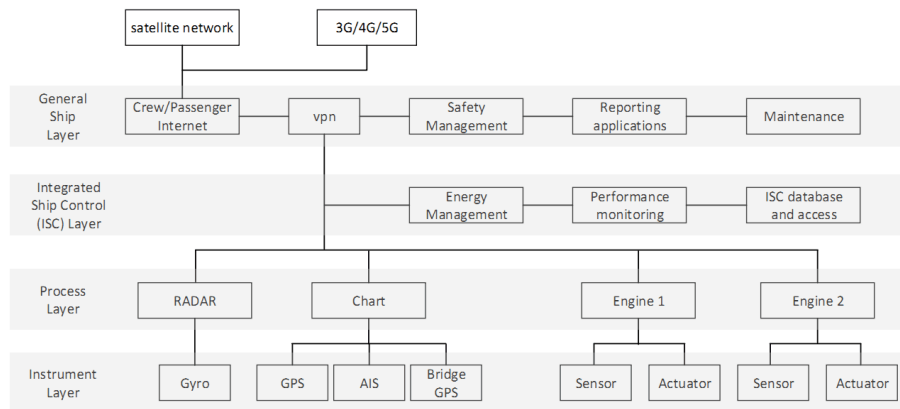 satellite network
3G/4G/5G
General
Ship
Layer
Crew/Passenger
Internet
vpn
Safety
Management
Reporting
applications
Maintenance
Integrated
Ship Control
(ISC) Layer
Energy
Management
Performance
monitoring
ISC database
and access
Process
Layer
RADAR
Chart
Engine 1
Engine 2
Instrument
Layer
Gyro
GPS
AIS
Bridge
GPS
Sensor
Actuator
Sensor
Actuator